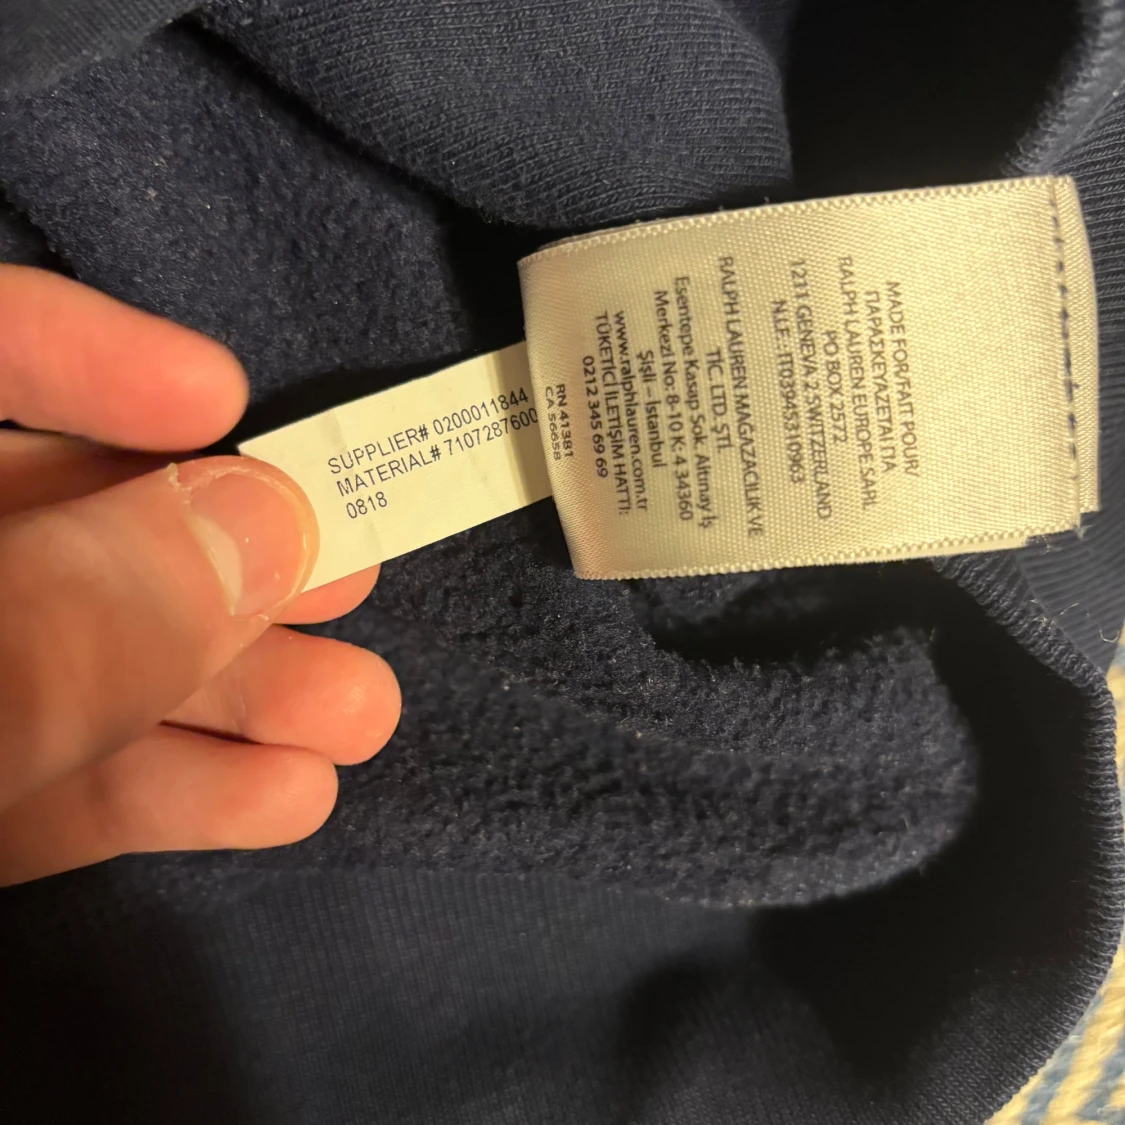 SUPPLIER# 0200011844
MATERIAL# 7107287600
0818
MADE FOR/FAIT POUR/
ΠΑΡΑΣΚΕΥΑΖΕΤΑΙ ΓΙΑ
RALPH LAUREN EUROPE SARL
PO BOX 2572
1211 GENEVA 2 SWITZERLAND
N.I.F. : IT03945310963
RALPH LAUREN MAĞAZACILIK VE
TİC. LTD. ŞTİ.
Esentepe Kasap Sok. Altınay İş
Merkezi No: 8-10 K: 4 34360
Şişli – İstanbul
www.ralphlauren.com.tr
TÜKETİCİ İLETİŞİM HATTI:
0212 345 69 69
RN 41381
CA 56658